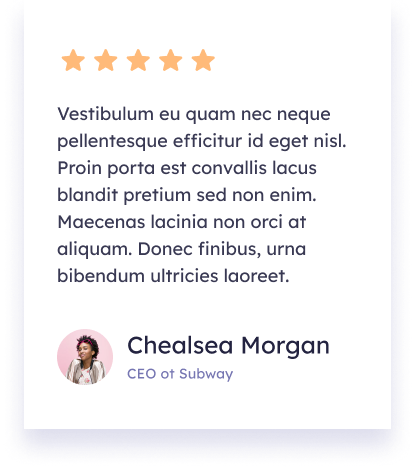 Vestibulum eu quam nec neque
pellentesque efficitur id eget nisl.
Proin porta est convallis lacus
blandit pretium sed non enim.
Maecenas lacinia non orci at
aliquam. Donec finibus, urna
bibendum ultricies laoreet.
Chealsea Morgan
CEO ot Subway